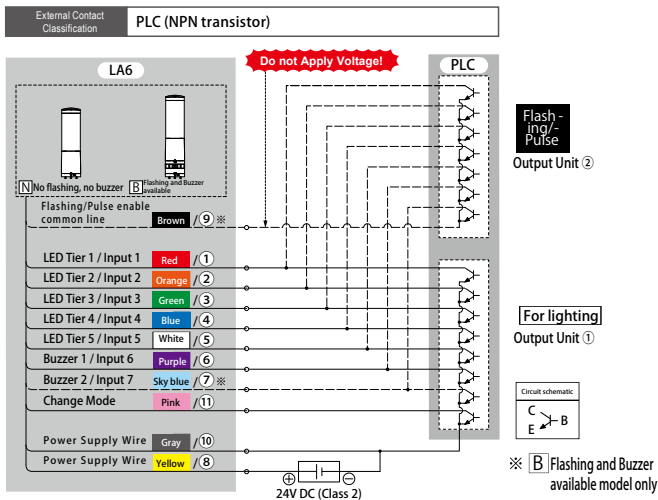 External Contact
Classification
PLC (NPN transistor)
Do not Apply Voltage!
LA6
PLC
N No flashing, no buzzer
B Flashing and Buzzer
available
Flashing/Pulse enable
common line
Brown / ⑨ ※
LED Tier 1 / Input 1 Red / ①
LED Tier 2 / Input 2 Orange / ②
LED Tier 3 / Input 3 Green / ③
LED Tier 4 / Input 4 Blue / ④
LED Tier 5 / Input 5 White / ⑤
Buzzer 1 / Input 6 Purple / ⑥
Buzzer 2 / Input 7 Sky blue / ⑦ ※
Change Mode Pink / ⑪
Power Supply Wire Gray / ⑩
Power Supply Wire Yellow / ⑧
⊕ ⊖
24V DC (Class 2)
Flash -
ing/-
Pulse
Output Unit ②
For lighting
Output Unit ①
Circuit schematic
C
B
E
※ B Flashing and Buzzer
available model only